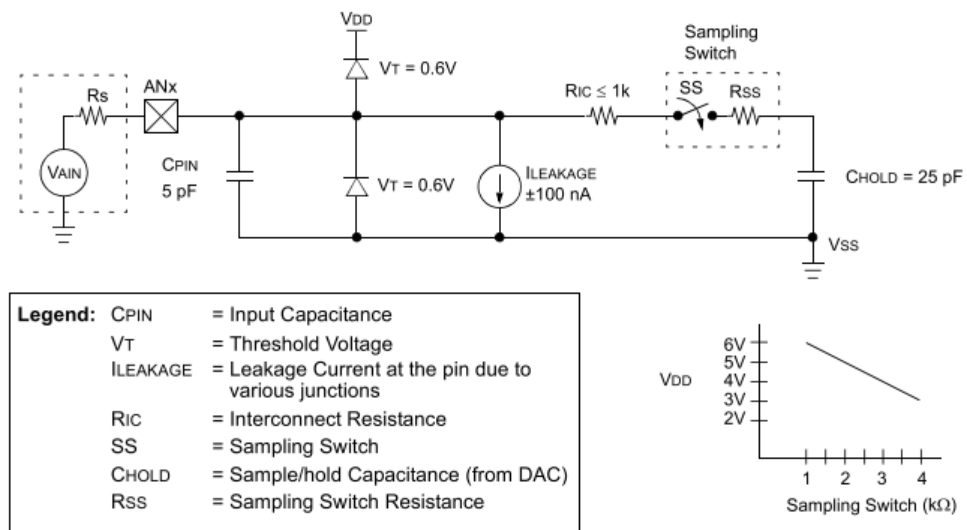 VDD
Sampling
Switch
VT = 0.6V
ANx
Rs
RIC ≤ 1k
SS
RSS
VAIN
CPIN
5 pF
VT = 0.6V
ILEAKAGE
±100 nA
CHOLD = 25 pF
VSS
Legend: CPIN = Input Capacitance
VT = Threshold Voltage
ILEAKAGE = Leakage Current at the pin due to
various junctions
RIC = Interconnect Resistance
SS = Sampling Switch
CHOLD = Sample/hold Capacitance (from DAC)
RSS = Sampling Switch Resistance
6V
5V
VDD
4V
3V
2V
1 2 3 4
Sampling Switch (kΩ)